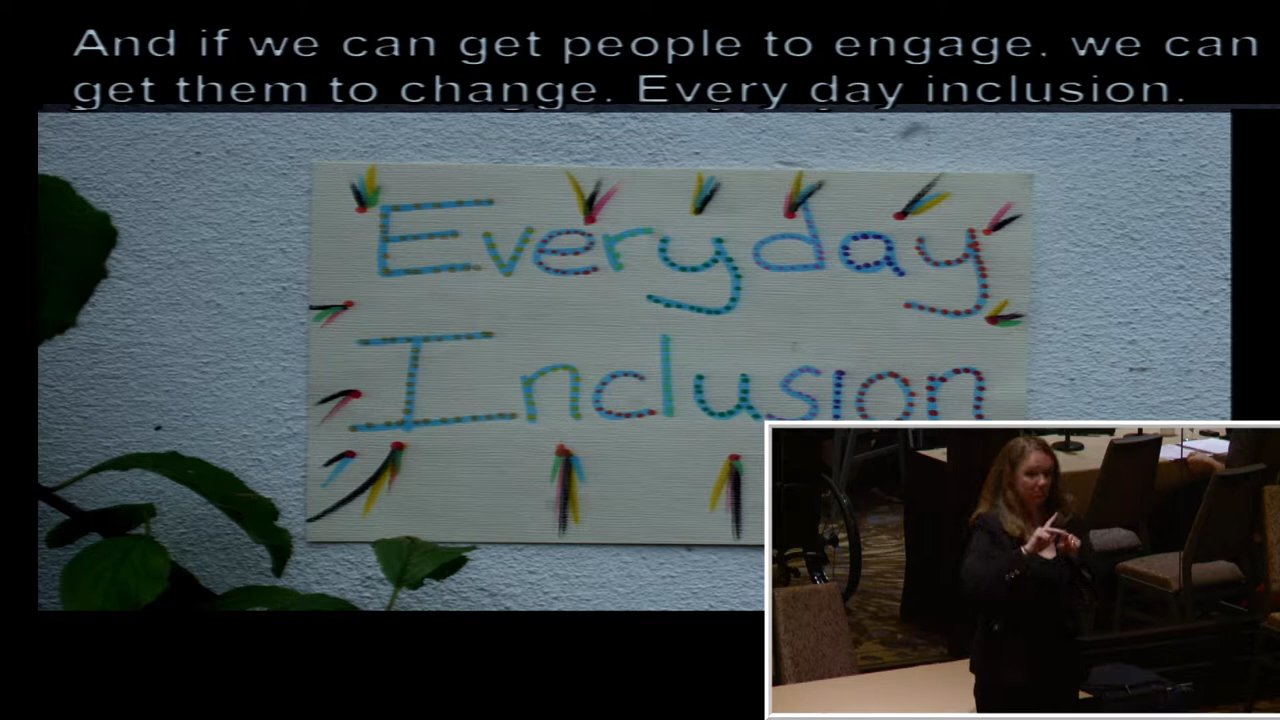 And if we can get people to engage. we can
get them to change. Every day inclusion.
Everyday
Inclusion